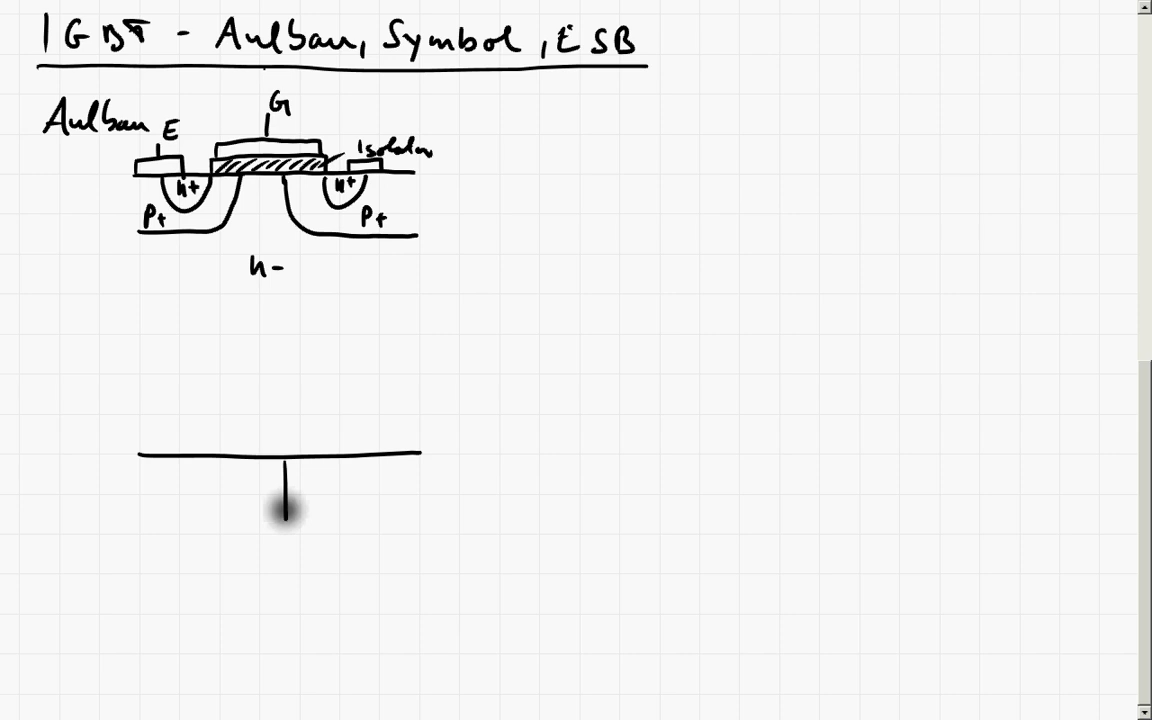 IGBT - Aufbau, Symbol, ESB
Aufbau
G
E
Isolator
n+
n+
p+
p+
n-